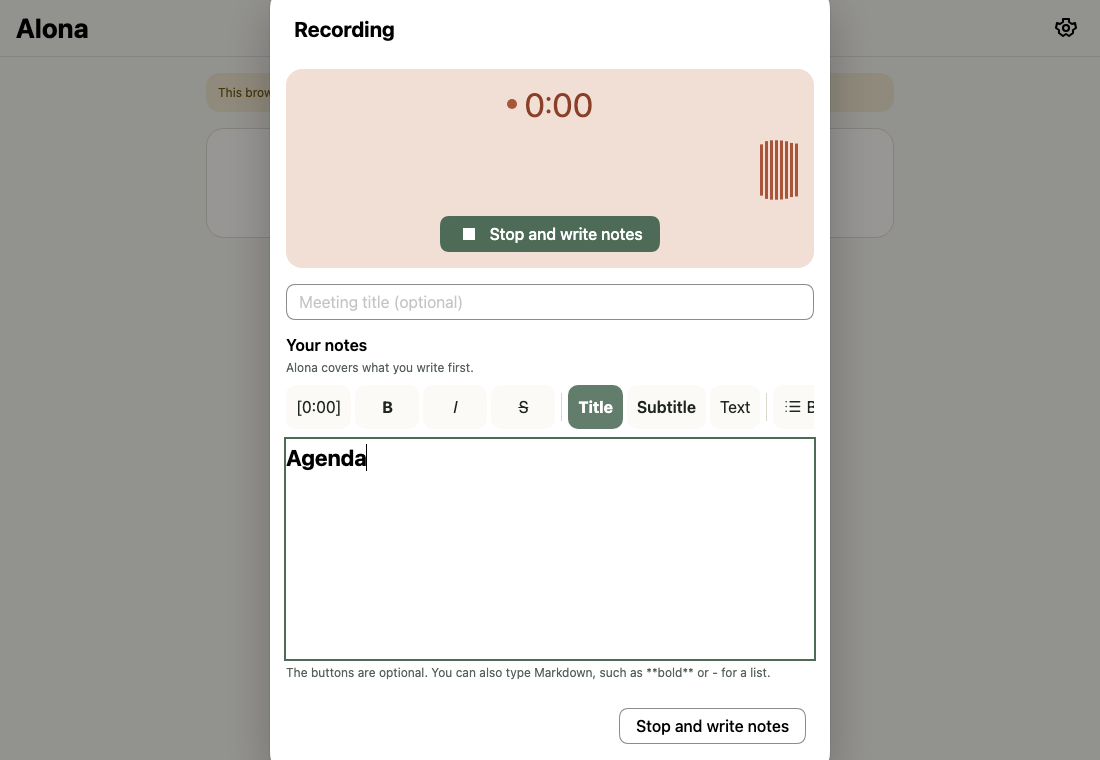 Alona
Recording
This brow
0:00
Stop and write notes
Meeting title (optional)
Your notes
Alona covers what you write first.
[0:00] B I S Title Subtitle Text B
Agenda
The buttons are optional. You can also type Markdown, such as **bold** or - for a list.
Stop and write notes